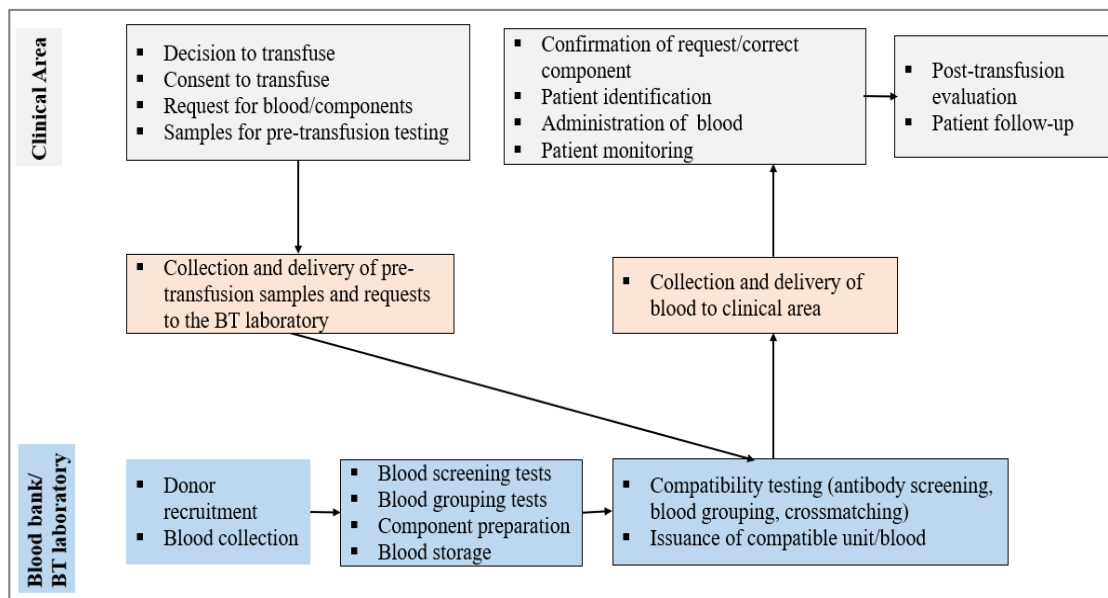 Clinical Area
▪ Decision to transfuse
▪ Consent to transfuse
▪ Request for blood/components
▪ Samples for pre-transfusion testing
▪ Confirmation of request/correct
component
▪ Patient identification
▪ Administration of blood
▪ Patient monitoring
▪ Post-transfusion
evaluation
▪ Patient follow-up
▪ Collection and delivery of pre-
transfusion samples and requests
to the BT laboratory
▪ Collection and delivery of
blood to clinical area
Blood bank/
BT laboratory
▪ Donor
recruitment
▪ Blood collection
▪ Blood screening tests
▪ Blood grouping tests
▪ Component preparation
▪ Blood storage
▪ Compatibility testing (antibody screening,
blood grouping, crossmatching)
▪ Issuance of compatible unit/blood